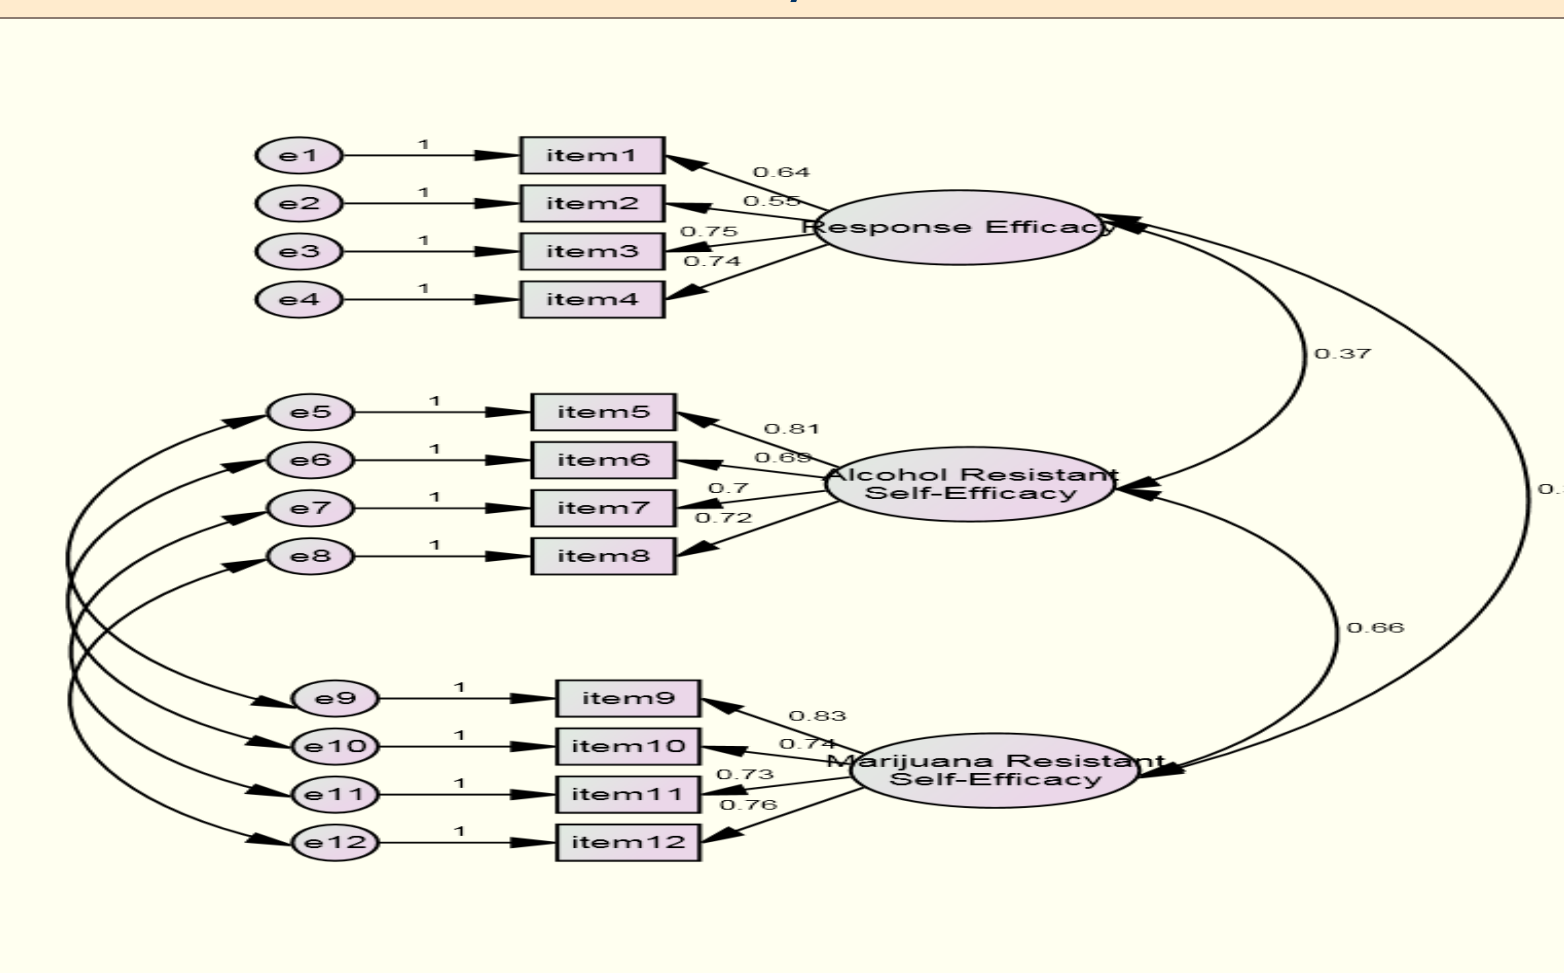 e1 1 item1
0.64
e2 1 item2
0.55
Response Efficacy
e3 1 item3
0.75
e4 1 item4
0.74
0.37
e5 1 item5
0.81
e6 1 item6
0.69
Alcohol Resistant
Self-Efficacy
e7 1 item7
0.7
e8 1 item8
0.72
0.66
e9 1 item9
0.83
e10 1 item10
0.74
Marijuana Resistant
Self-Efficacy
e11 1 item11
0.73
e12 1 item12
0.76